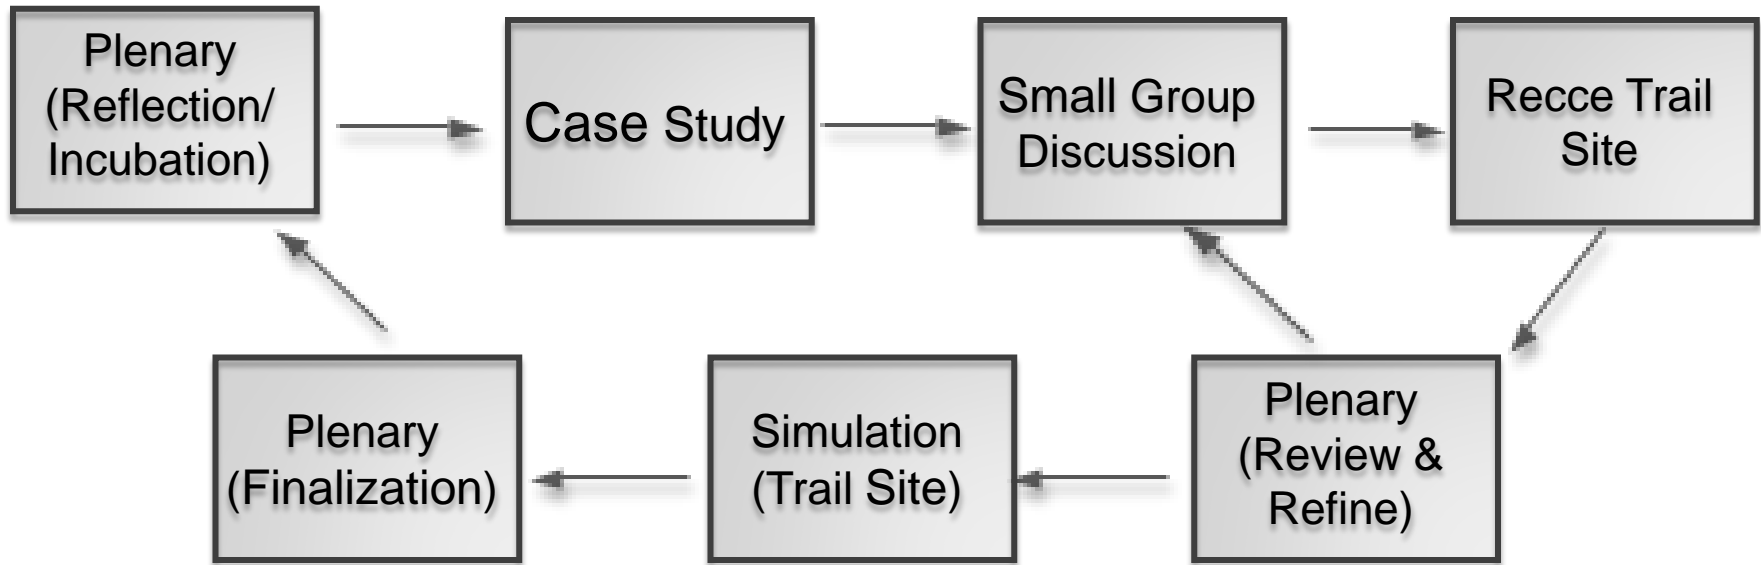 Plenary
(Reflection/
Incubation)
Case Study
Small Group
Discussion
Recce Trail
Site
Plenary
(Finalization)
Simulation
(Trail Site)
Plenary
(Review &
Refine)